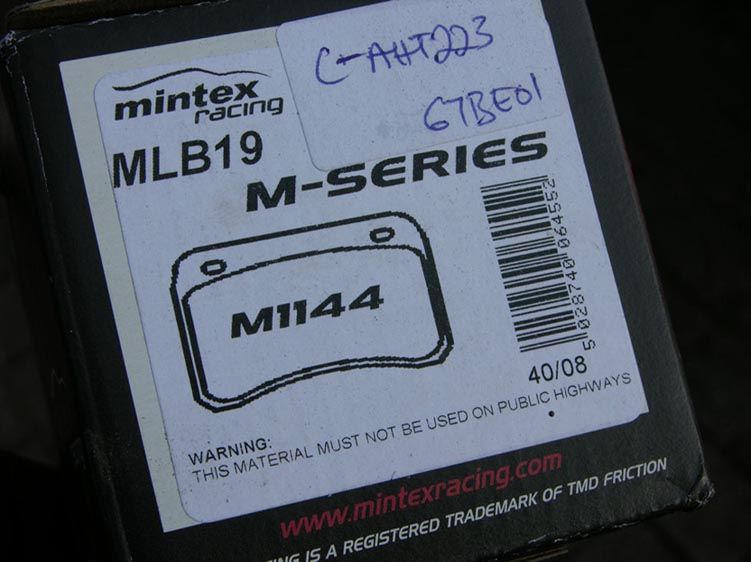 mintex
racing
C-AHT223
67BE01
MLB19
M-SERIES
M1144
5 028740 064552
40/08
WARNING:
THIS MATERIAL MUST NOT BE USED ON PUBLIC HIGHWAYS
www.mintexracing.com
IS A REGISTERED TRADEMARK OF TMD FRICTION